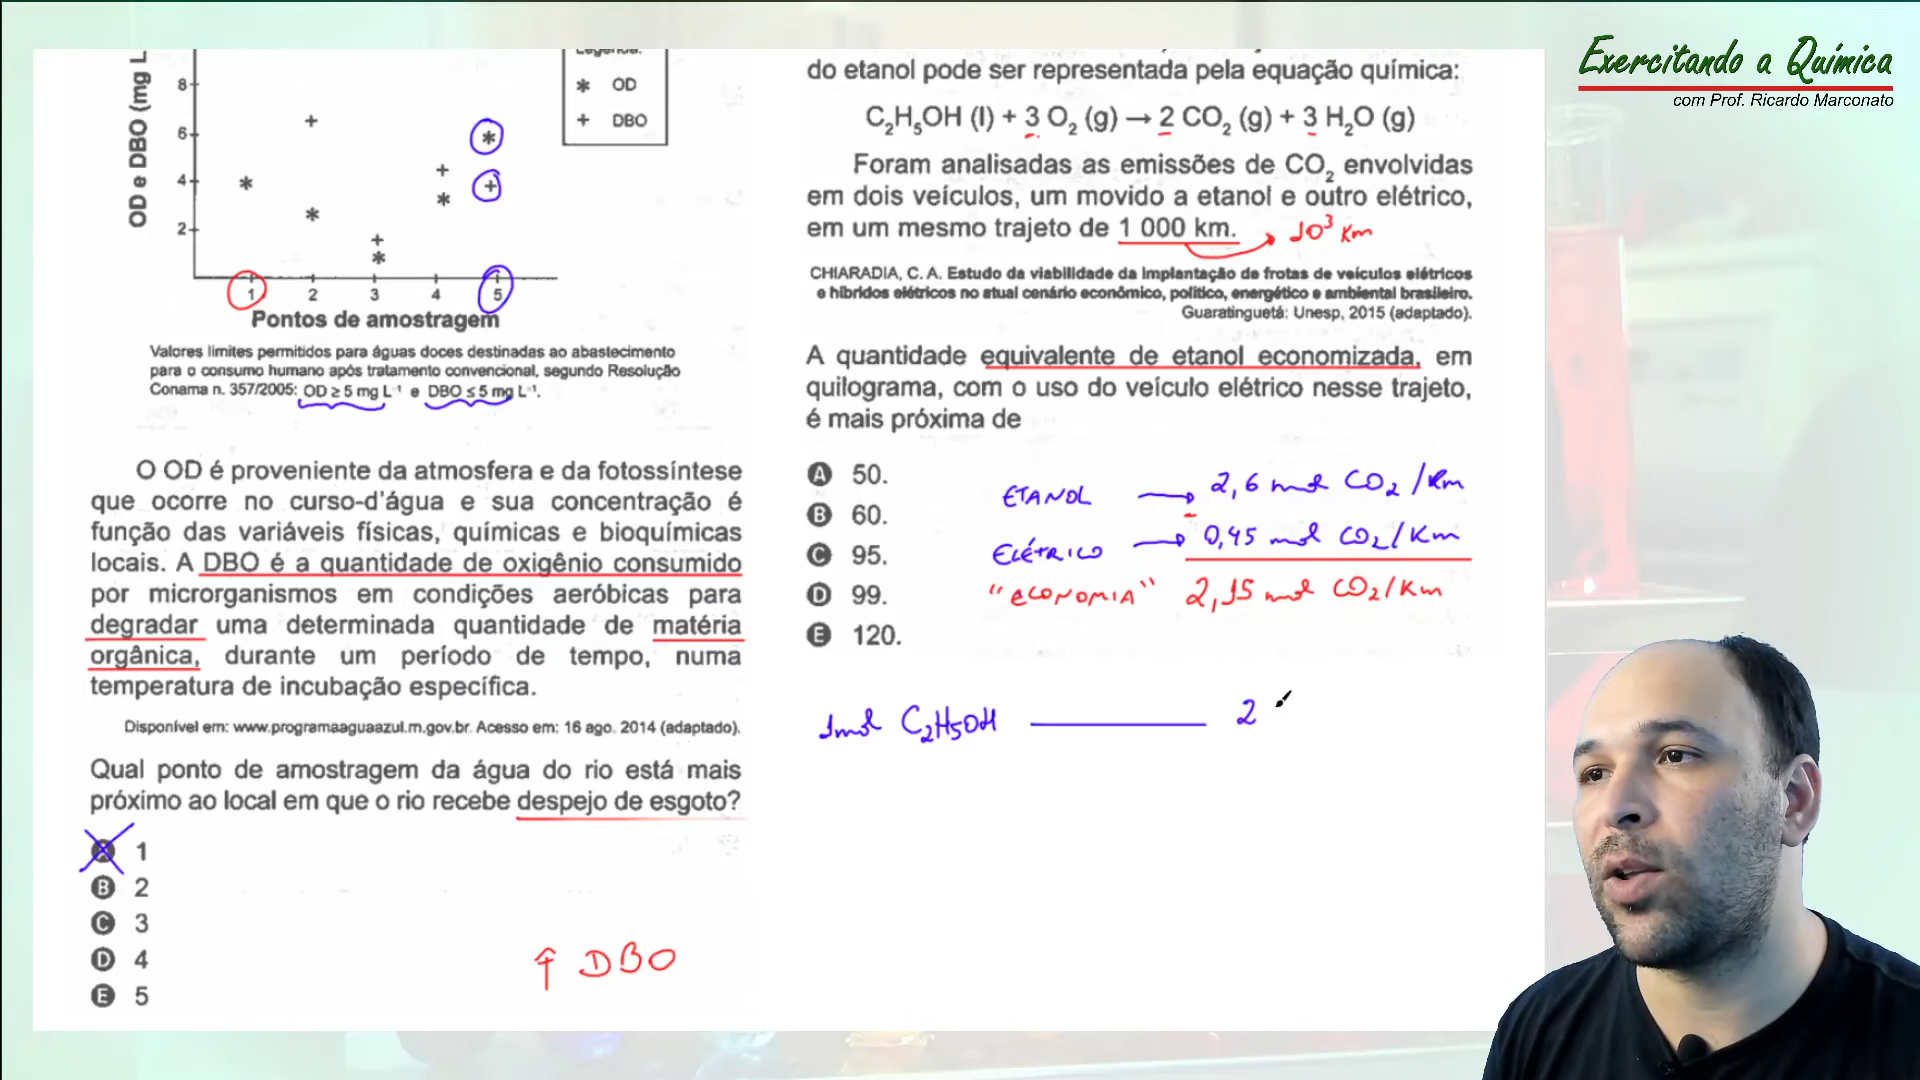 Exercitando a Química
com Prof. Ricardo Marconato
OD e DBO (mg L
Legenda:
* OD
+ DBO
8
6
4
2
1 2 3 4 5
Pontos de amostragem
Valores limites permitidos para águas doces destinadas ao abastecimento
para o consumo humano após tratamento convencional, segundo Resolução
Conama n. 357/2005: OD ≥ 5 mg L⁻¹ e DBO ≤ 5 mg L⁻¹.
O OD é proveniente da atmosfera e da fotossíntese
que ocorre no curso-d'água e sua concentração é
função das variáveis físicas, químicas e bioquímicas
locais. A DBO é a quantidade de oxigênio consumido
por microrganismos em condições aeróbicas para
degradar uma determinada quantidade de matéria
orgânica, durante um período de tempo, numa
temperatura de incubação específica.
Disponível em: www.programaaguaazul.rn.gov.br. Acesso em: 16 ago. 2014 (adaptado).
Qual ponto de amostragem da água do rio está mais
próximo ao local em que o rio recebe despejo de esgoto?
A 1
B 2
C 3
D 4
E 5
↑ DBO
do etanol pode ser representada pela equação química:
C₂H₅OH (l) + 3 O₂ (g) → 2 CO₂ (g) + 3 H₂O (g)
Foram analisadas as emissões de CO₂ envolvidas
em dois veículos, um movido a etanol e outro elétrico,
em um mesmo trajeto de 1 000 km. 10³ Km
CHIARADIA, C. A. Estudo da viabilidade da implantação de frotas de veículos elétricos
e híbridos elétricos no atual cenário econômico, político, energético e ambiental brasileiro.
Guaratinguetá: Unesp, 2015 (adaptado).
A quantidade equivalente de etanol economizada, em
quilograma, com o uso do veículo elétrico nesse trajeto,
é mais próxima de
A 50.
B 60.
C 95.
D 99.
E 120.
ETANOL → 2,6 mol CO₂ /Km
ELÉTRICO → 0,45 mol CO₂/Km
"ECONOMIA" 2,15 mol CO₂/Km
1mol C₂H₅OH 2